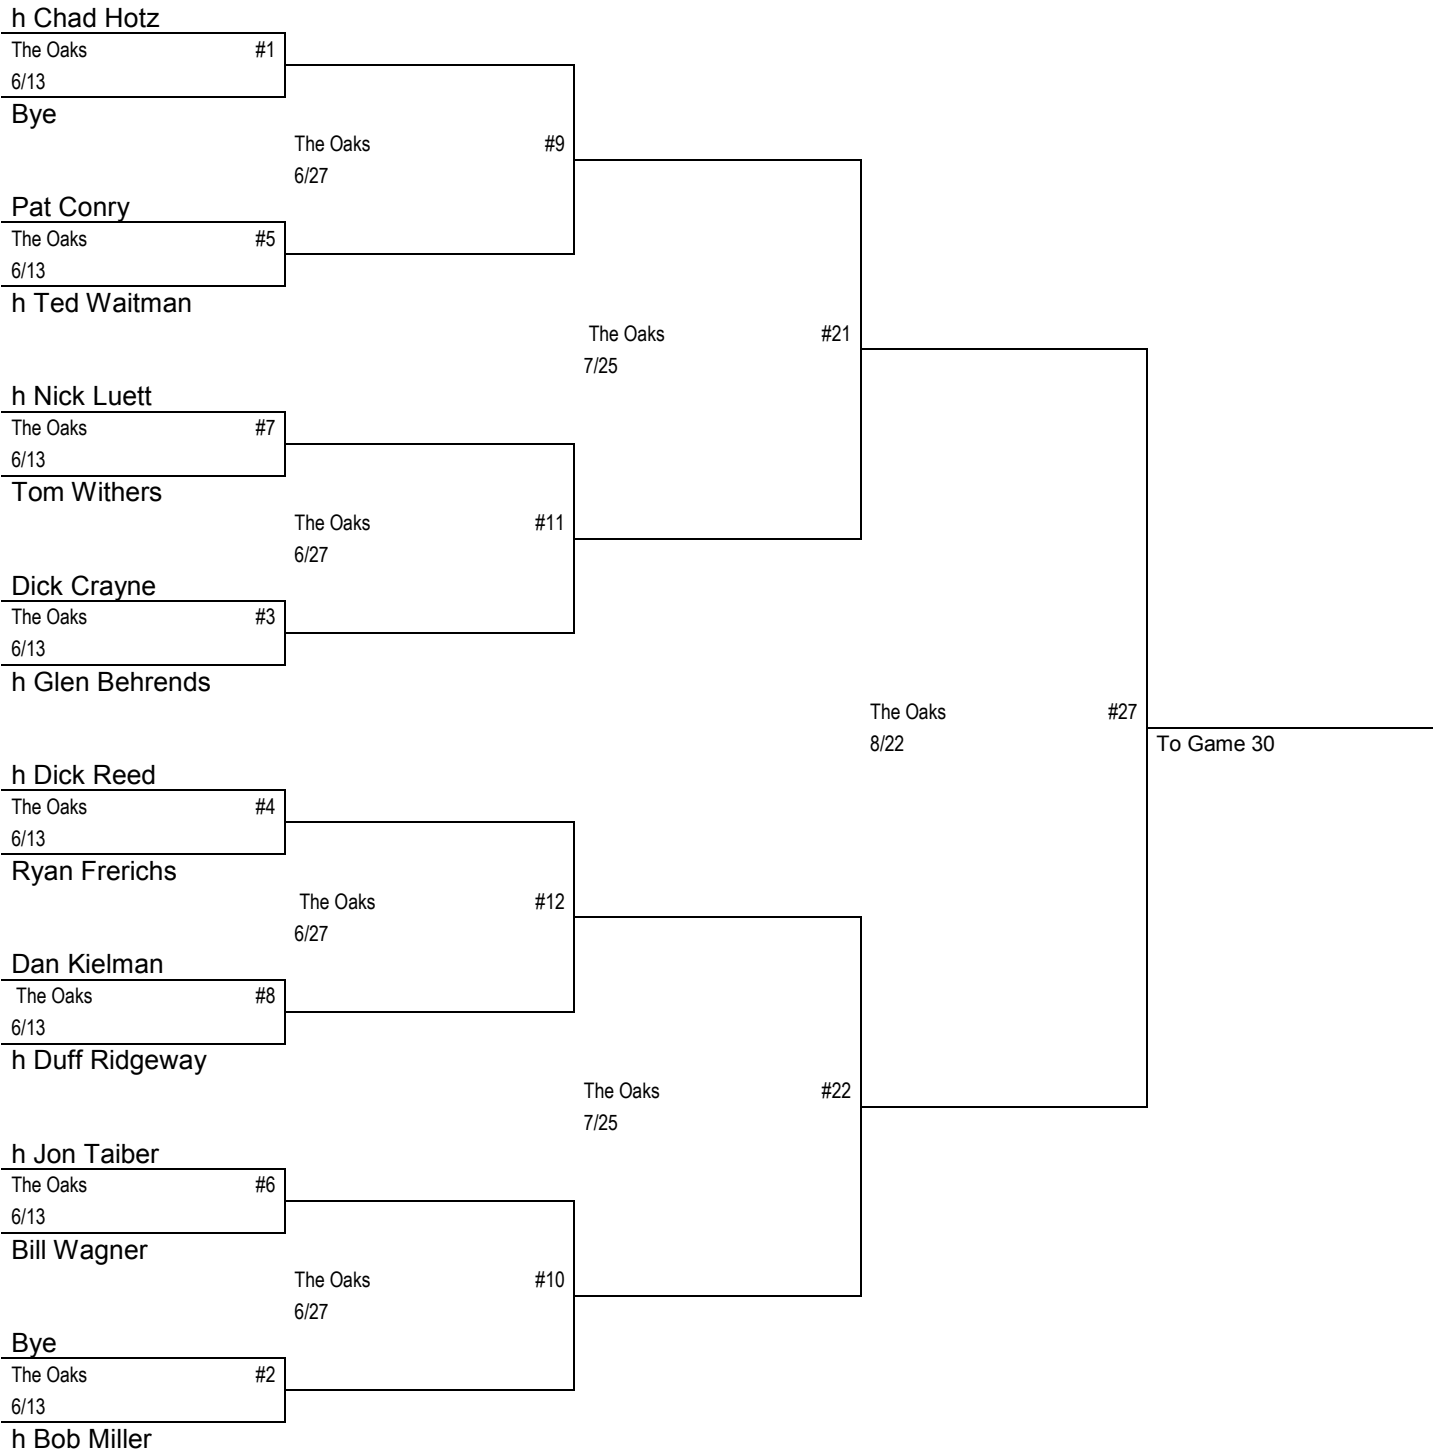 h Chad Hotz
The Oaks #1
6/13
Bye
The Oaks #9
6/27
Pat Conry
The Oaks #5
6/13
h Ted Waitman
The Oaks #21
7/25
h Nick Luett
The Oaks #7
6/13
Tom Withers
The Oaks #11
6/27
Dick Crayne
The Oaks #3
6/13
h Glen Behrends
The Oaks #27
8/22
To Game 30
h Dick Reed
The Oaks #4
6/13
Ryan Frerichs
The Oaks #12
6/27
Dan Kielman
The Oaks #8
6/13
h Duff Ridgeway
The Oaks #22
7/25
h Jon Taiber
The Oaks #6
6/13
Bill Wagner
The Oaks #10
6/27
Bye
The Oaks #2
6/13
h Bob Miller